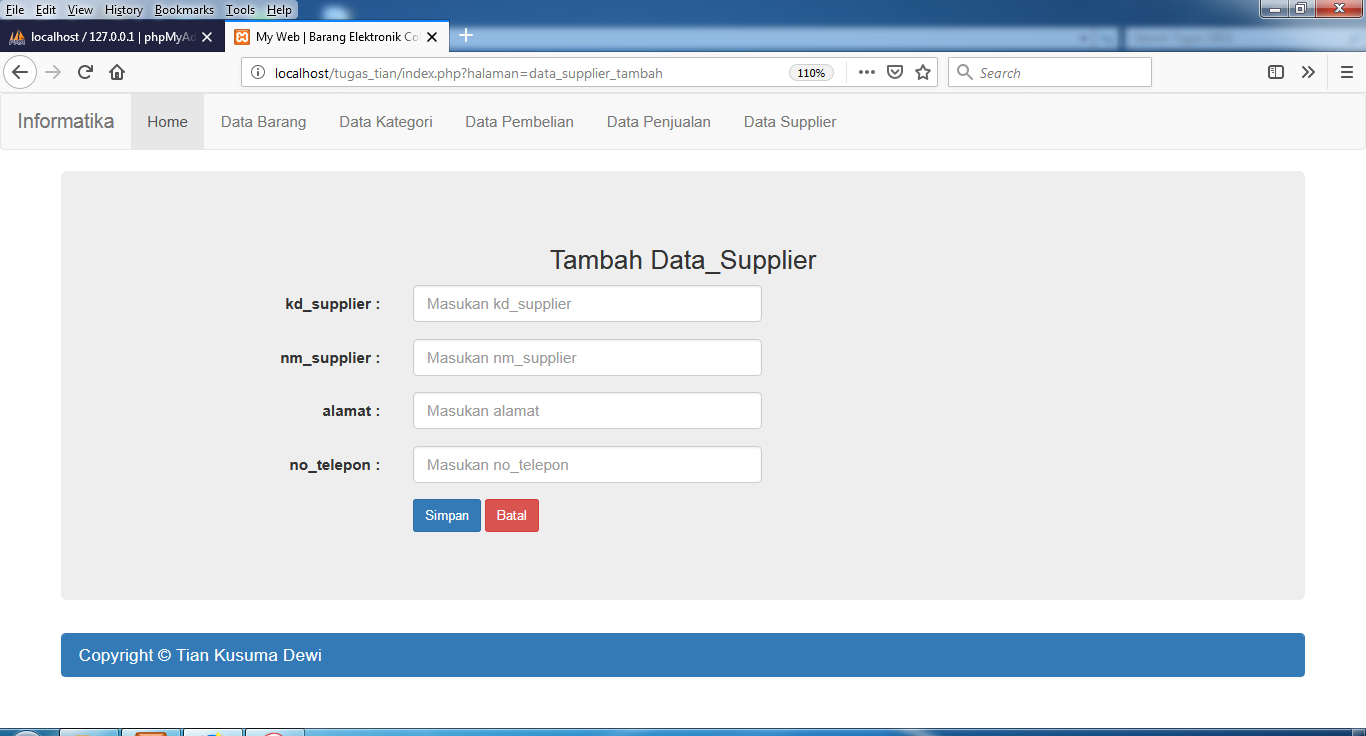 File Edit View History Bookmarks Tools Help
localhost / 127.0.0.1 | phpMyAd
My Web | Barang Elektronik Co
localhost/tugas_tian/index.php?halaman=data_supplier_tambah
110%
Search
Informatika Home Data Barang Data Kategori Data Pembelian Data Penjualan Data Supplier
Tambah Data_Supplier
kd_supplier : Masukan kd_supplier
nm_supplier : Masukan nm_supplier
alamat : Masukan alamat
no_telepon : Masukan no_telepon
Simpan Batal
Copyright © Tian Kusuma Dewi